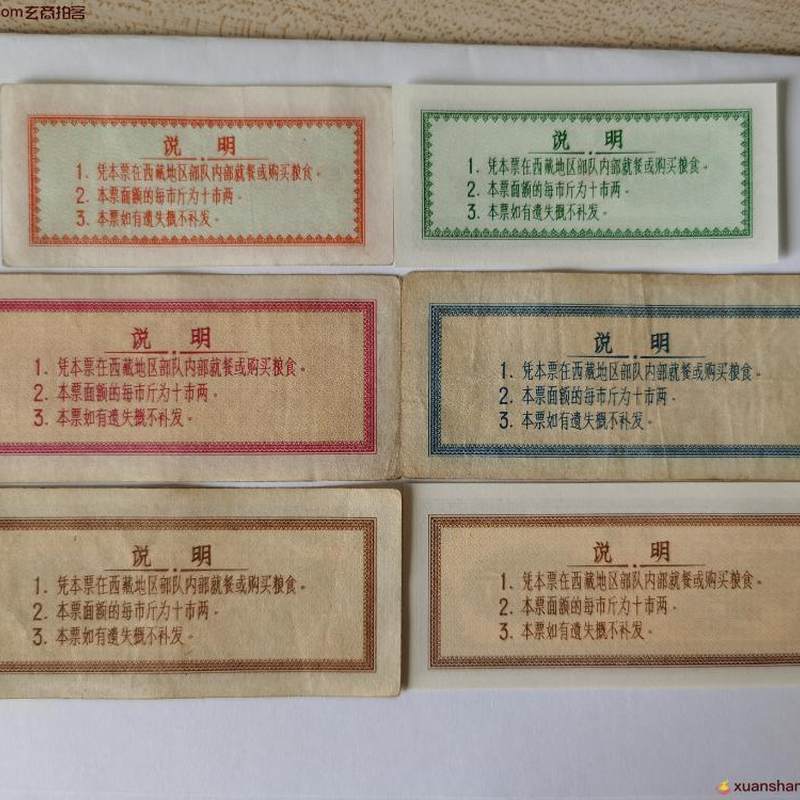 com玄商拍客
说 明
1. 凭本票在西藏地区部队内部就餐或购买粮食。
2. 本票面额的每市斤为十市两。
3. 本票如有遗失概不补发。
说 明
1. 凭本票在西藏地区部队内部就餐或购买粮食。
2. 本票面额的每市斤为十市两。
3. 本票如有遗失概不补发。
说 明
1. 凭本票在西藏地区部队内部就餐或购买粮食。
2. 本票面额的每市斤为十市两。
3. 本票如有遗失概不补发。
说 明
1. 凭本票在西藏地区部队内部就餐或购买粮食。
2. 本票面额的每市斤为十市两。
3. 本票如有遗失概不补发。
说 明
1. 凭本票在西藏地区部队内部就餐或购买粮食。
2. 本票面额的每市斤为十市两。
3. 本票如有遗失概不补发。
说 明
1. 凭本票在西藏地区部队内部就餐或购买粮食。
2. 本票面额的每市斤为十市两。
3. 本票如有遗失概不补发。
xuanshan